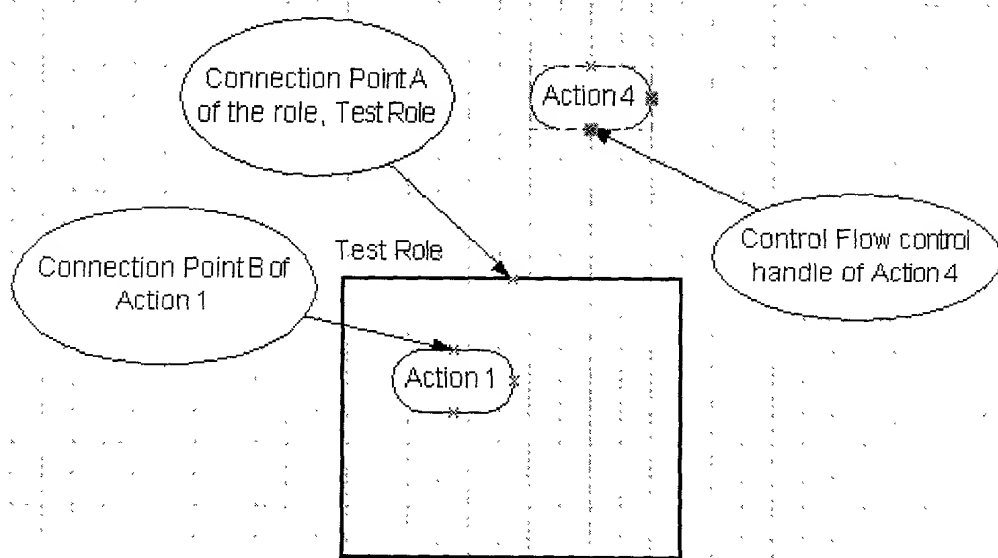 Connection Point A
of the role, Test Role
Action 4
Control Flow control
handle of Action 4
Connection Point B of
Action 1
Test Role
Action 1